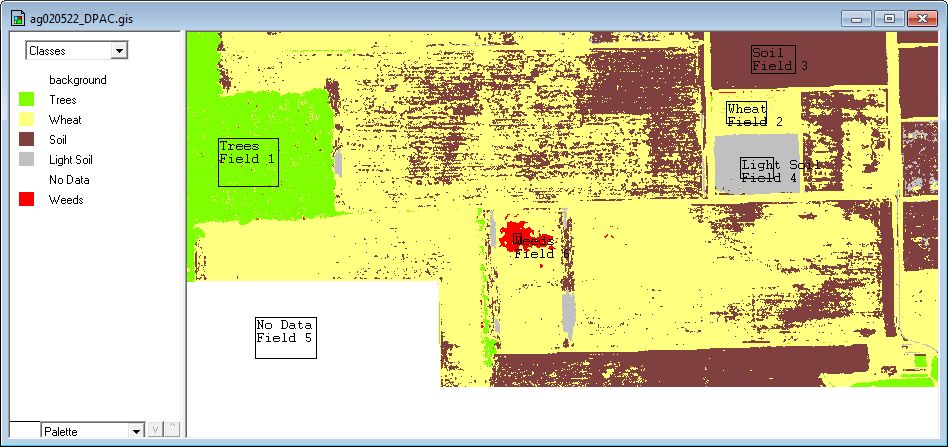 ag020522_DPAC.gis
Classes
background
Trees
Wheat
Soil
Light Soil
No Data
Weeds
Palette
Soil
Field 3
Wheat
Field 2
Trees
Field 1
Light Soil
Field 4
Weeds
Field
No Data
Field 5